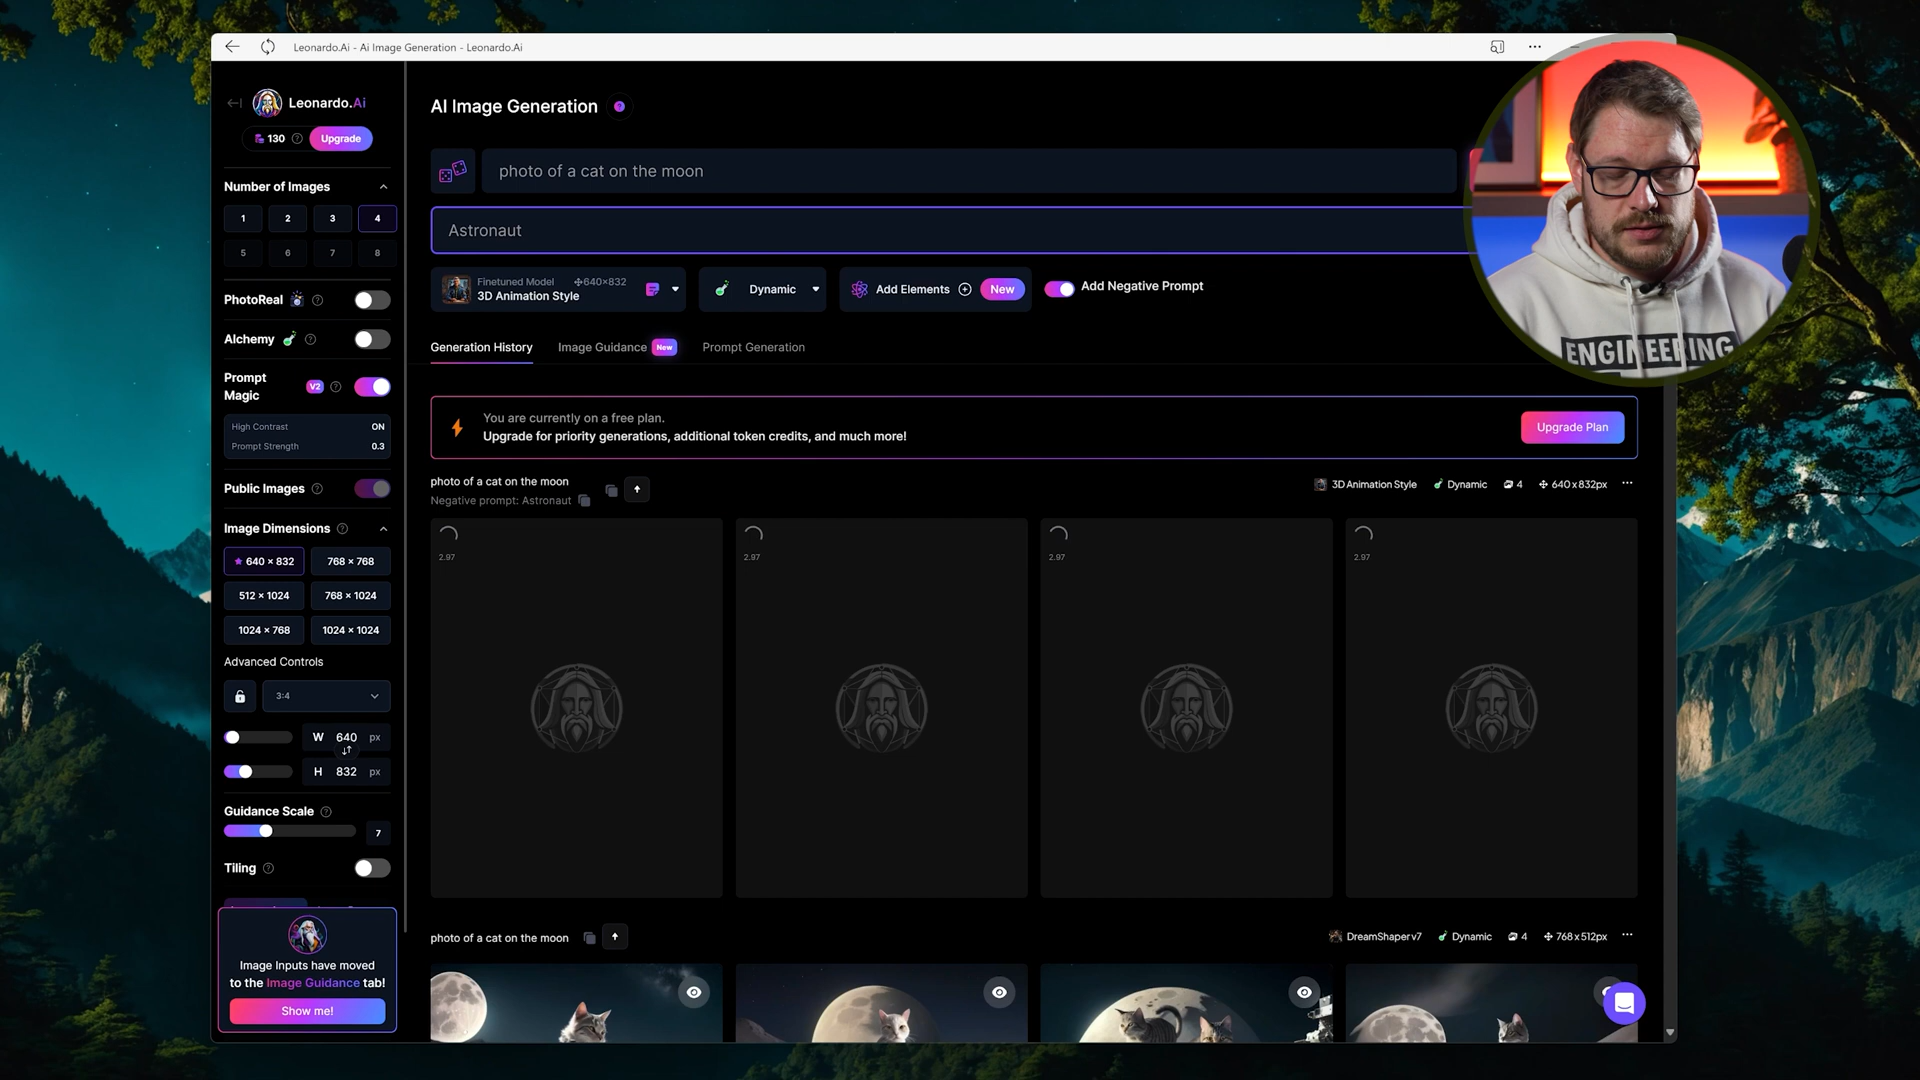 Leonardo.Ai - Ai Image Generation - Leonardo.Ai
Leonardo.Ai
130
Upgrade
Number of Images
1 2 3 4
5 6 7 8
PhotoReal
Alchemy
Prompt Magic V2
High Contrast ON
Prompt Strength 0.3
Public Images
Image Dimensions
640 × 832 768 × 768
512 × 1024 768 × 1024
1024 × 768 1024 × 1024
Advanced Controls
3:4
W 640 px
H 832 px
Guidance Scale
7
Tiling
Image Inputs have moved
to the Image Guidance tab!
Show me!
AI Image Generation
photo of a cat on the moon
Astronaut
Finetuned Model 640×832
3D Animation Style
Dynamic
Add Elements New
Add Negative Prompt
Generation History Image Guidance New Prompt Generation
You are currently on a free plan.
Upgrade for priority generations, additional token credits, and much more!
Upgrade Plan
photo of a cat on the moon
Negative prompt: Astronaut
3D Animation Style Dynamic 4 640 x 832px
2.97 2.97 2.97 2.97
photo of a cat on the moon
DreamShaper v7 Dynamic 4 768 x 512px
ENGINEERING